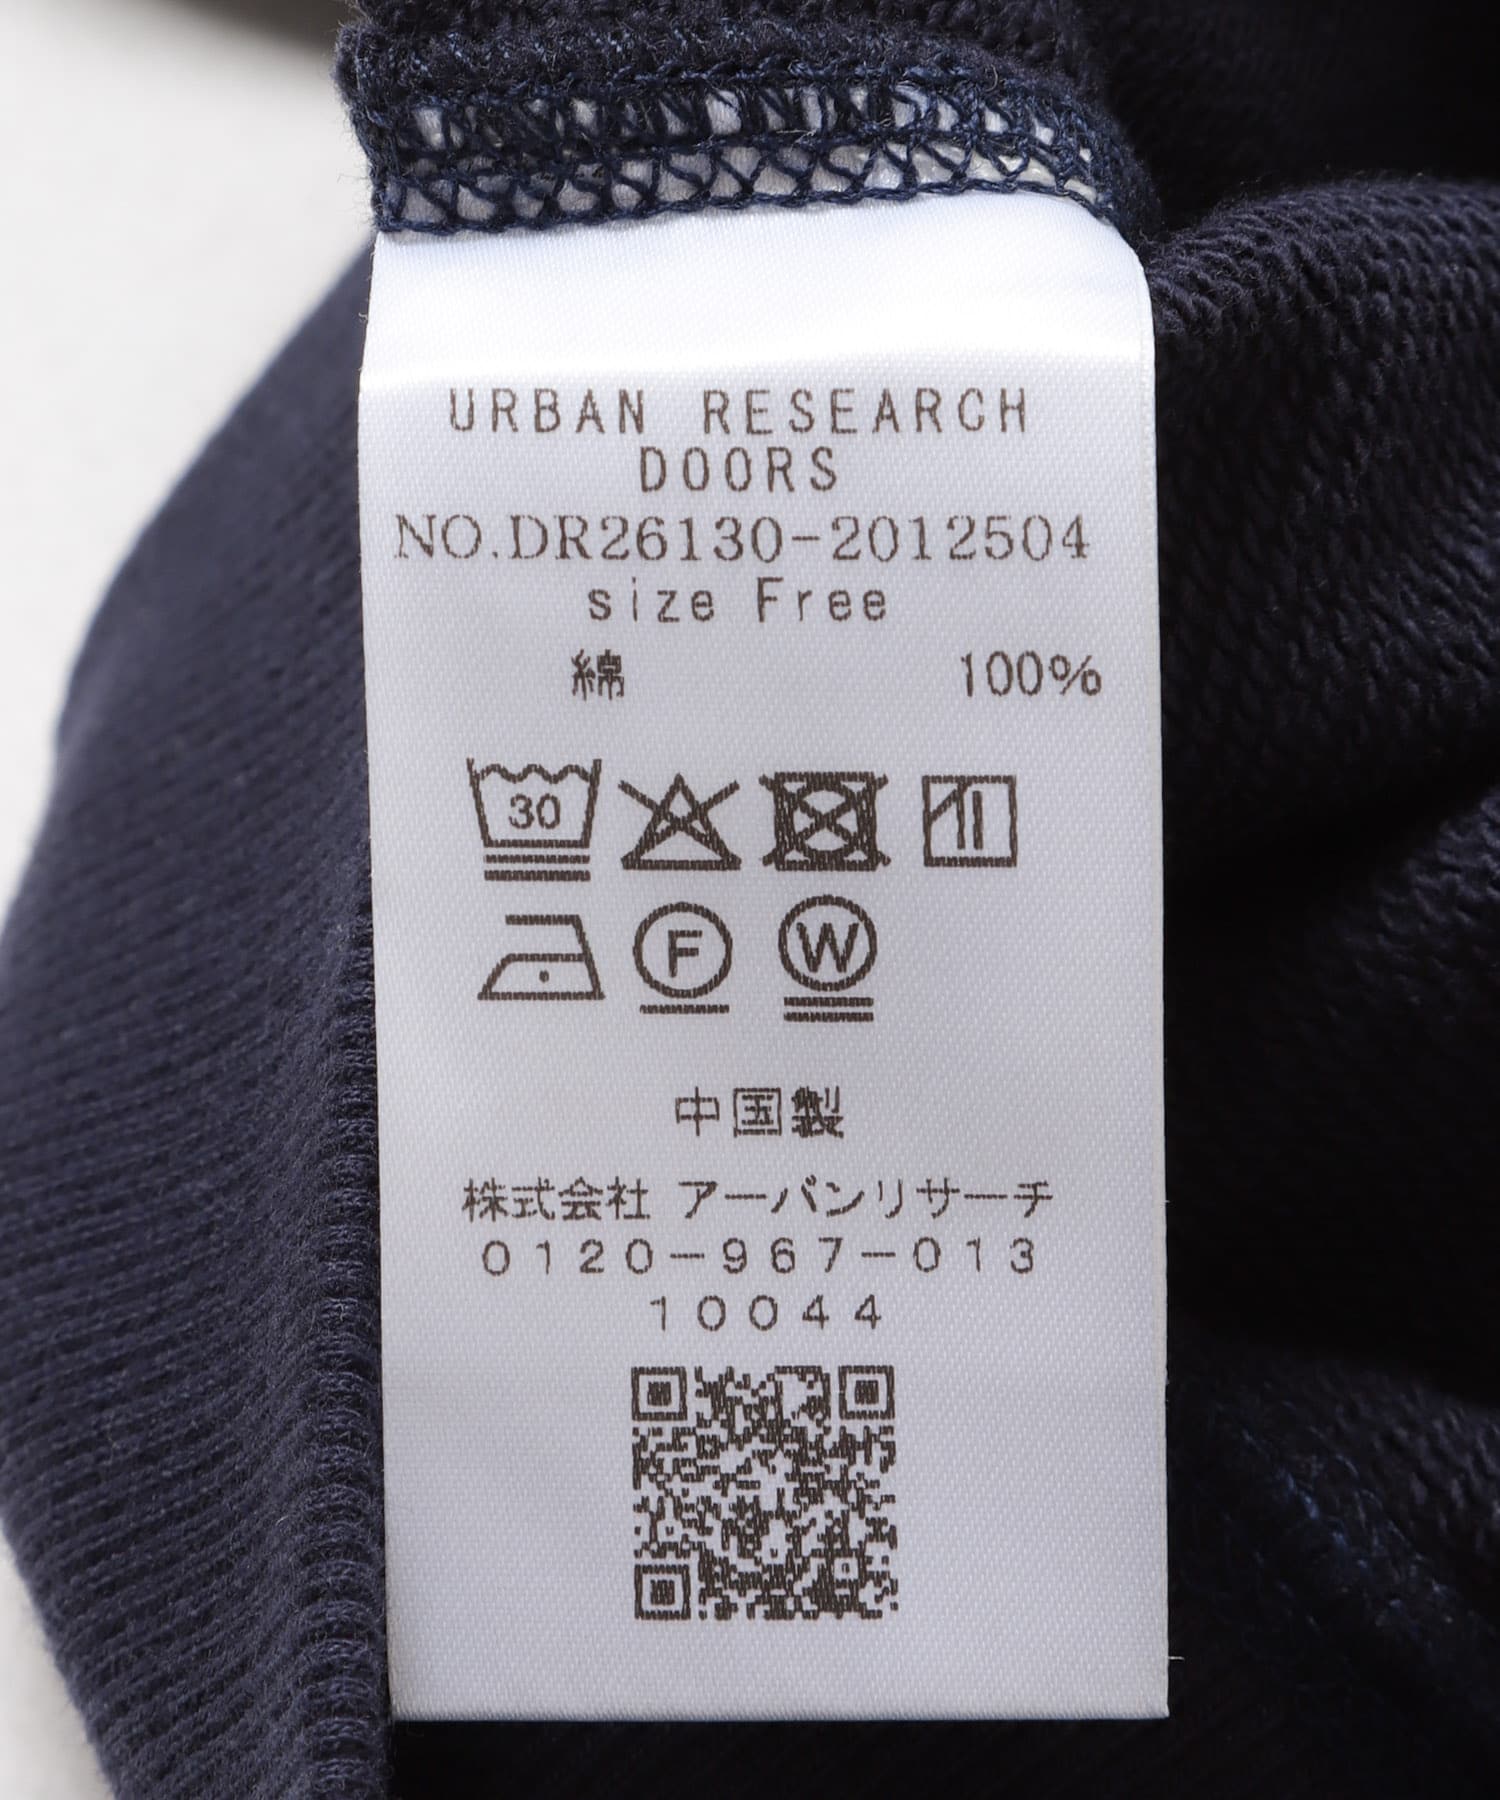 URBAN RESEARCH
DOORS
NO.DR26130-2012504
size Free
綿 100%
30
F W
中国製
株式会社 アーバンリサーチ
0120-967-013
10044